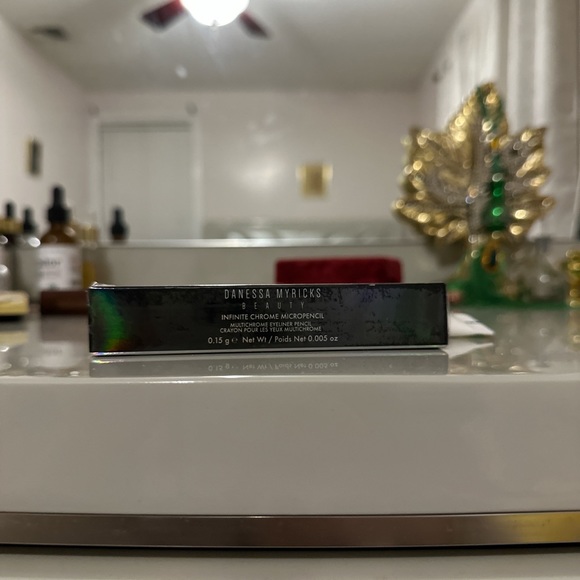 DANESSA MYRICKS
BEAUTY
INFINITE CHROME MICROPENCIL
MULTICHROME EYELINER PENCIL
CRAYON POUR LES YEUX MULTICHROME
0.15 g ℮ Net Wt / Poids Net 0.005 oz